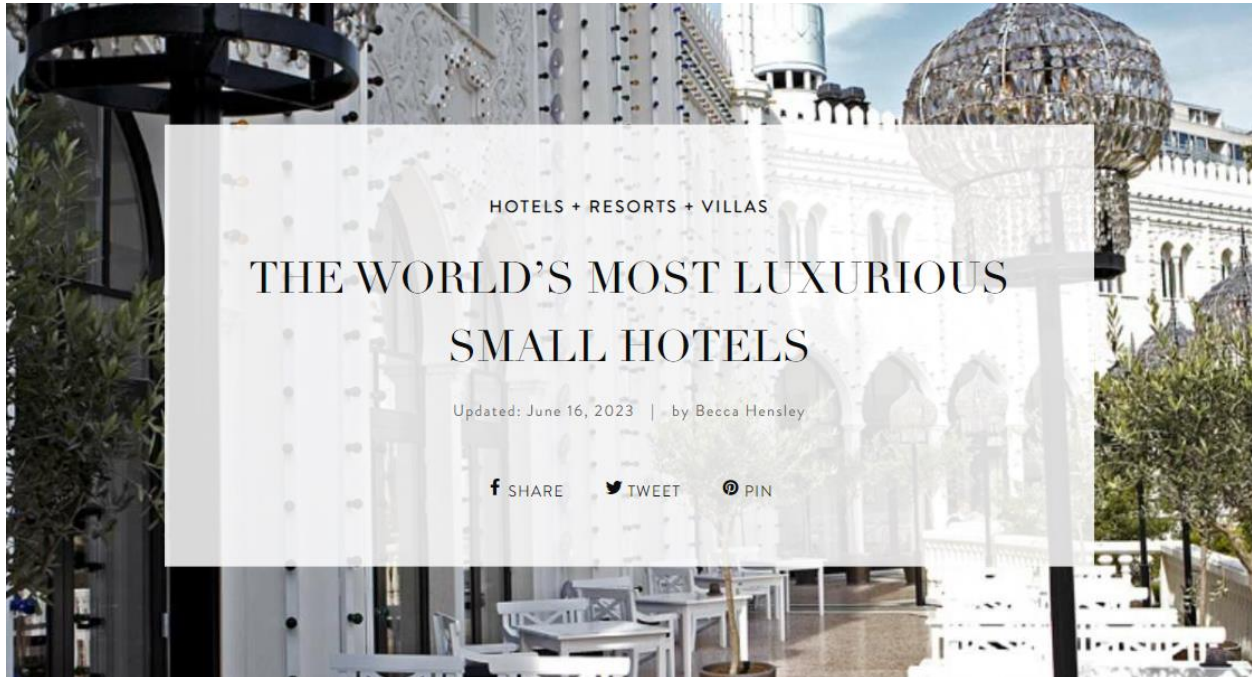 HOTELS + RESORTS + VILLAS
THE WORLD’S MOST LUXURIOUS
SMALL HOTELS
Updated: June 16, 2023 | by Becca Hensley
SHARE TWEET PIN